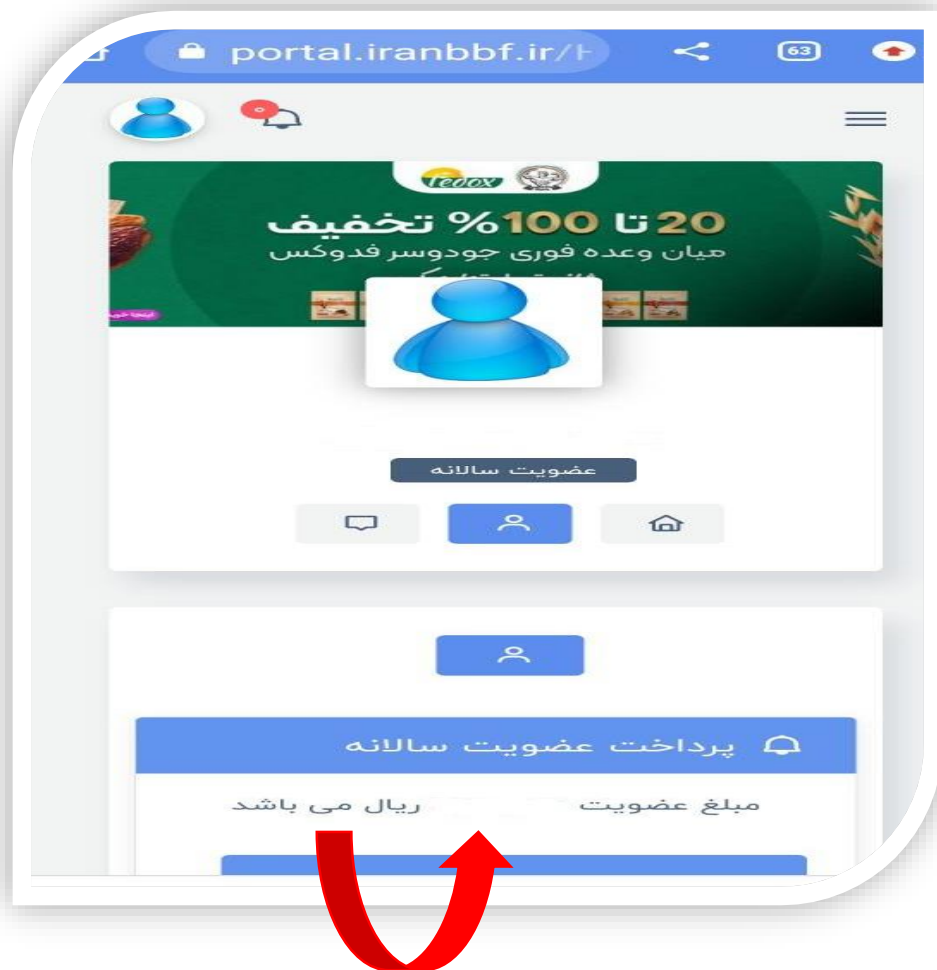 portal.iranbbf.ir/H
63
Fedox
20 تا 100% تخفیف
میان وعده فوری جودوسر فدوکس
عضویت سالانه
پرداخت عضویت سالانه
مبلغ عضویت ریال می باشد